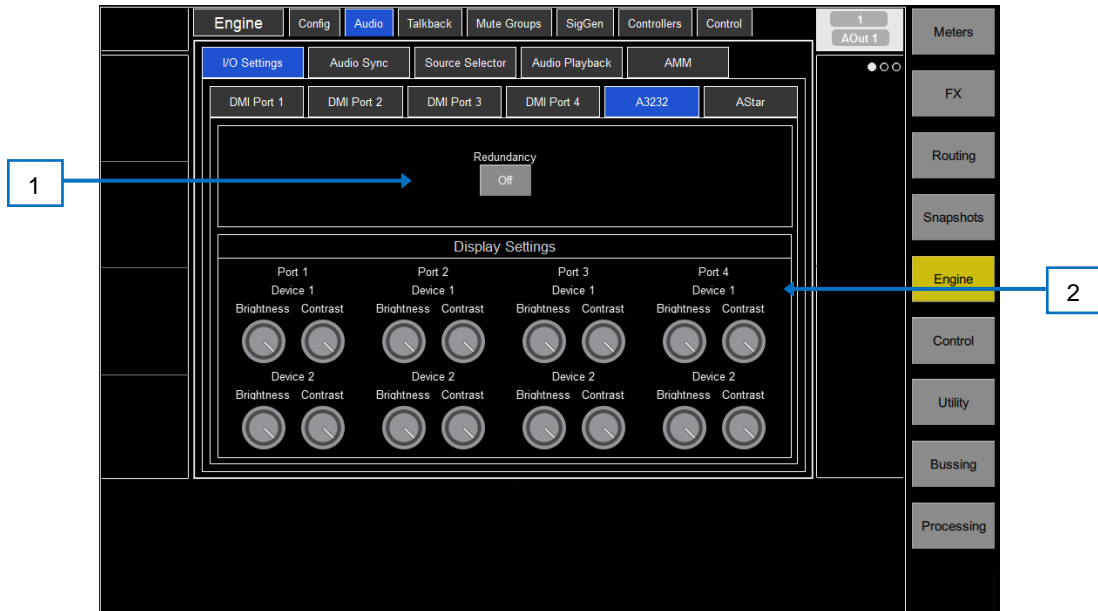 Engine Config Audio Talkback Mute Groups SigGen Controllers Control
1
AOut 1
Meters
I/O Settings Audio Sync Source Selector Audio Playback AMM
DMI Port 1 DMI Port 2 DMI Port 3 DMI Port 4 A3232 AStar
FX
Redundancy
Off
Routing
1
Snapshots
Display Settings
Port 1 Port 2 Port 3 Port 4
Device 1 Device 1 Device 1 Device 1
Engine
2
Brightness Contrast Brightness Contrast Brightness Contrast Brightness Contrast
Control
Device 2 Device 2 Device 2 Device 2
Brightness Contrast Brightness Contrast Brightness Contrast Brightness Contrast
Utility
Bussing
Processing